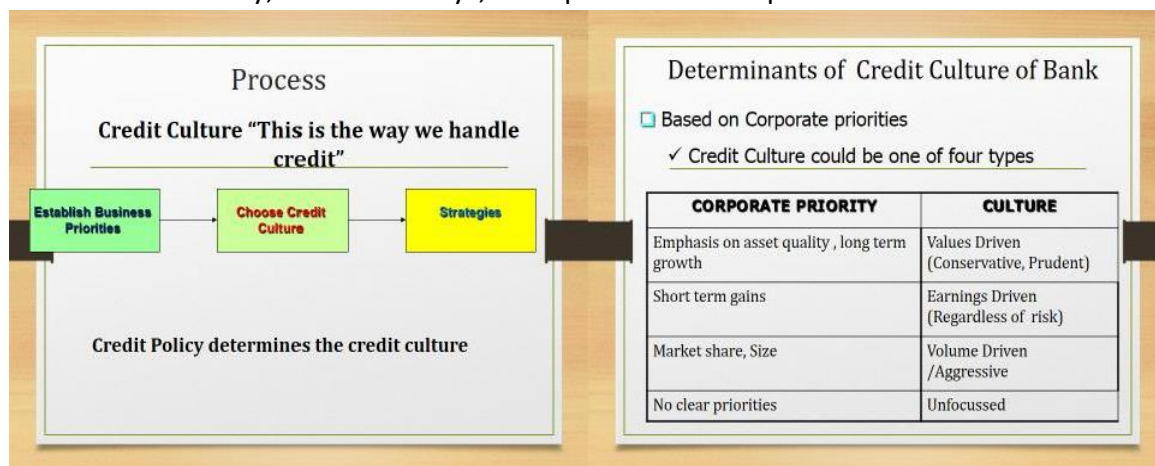 Process
Credit Culture “This is the way we handle
credit”
Establish Business
Priorities
Choose Credit
Culture
Strategies
Credit Policy determines the credit culture
Determinants of Credit Culture of Bank
Based on Corporate priorities
✓ Credit Culture could be one of four types
CORPORATE PRIORITY CULTURE
Emphasis on asset quality , long term
growth
Values Driven
(Conservative, Prudent)
Short term gains
Earnings Driven
(Regardless of risk)
Market share, Size
Volume Driven
/Aggressive
No clear priorities
Unfocussed